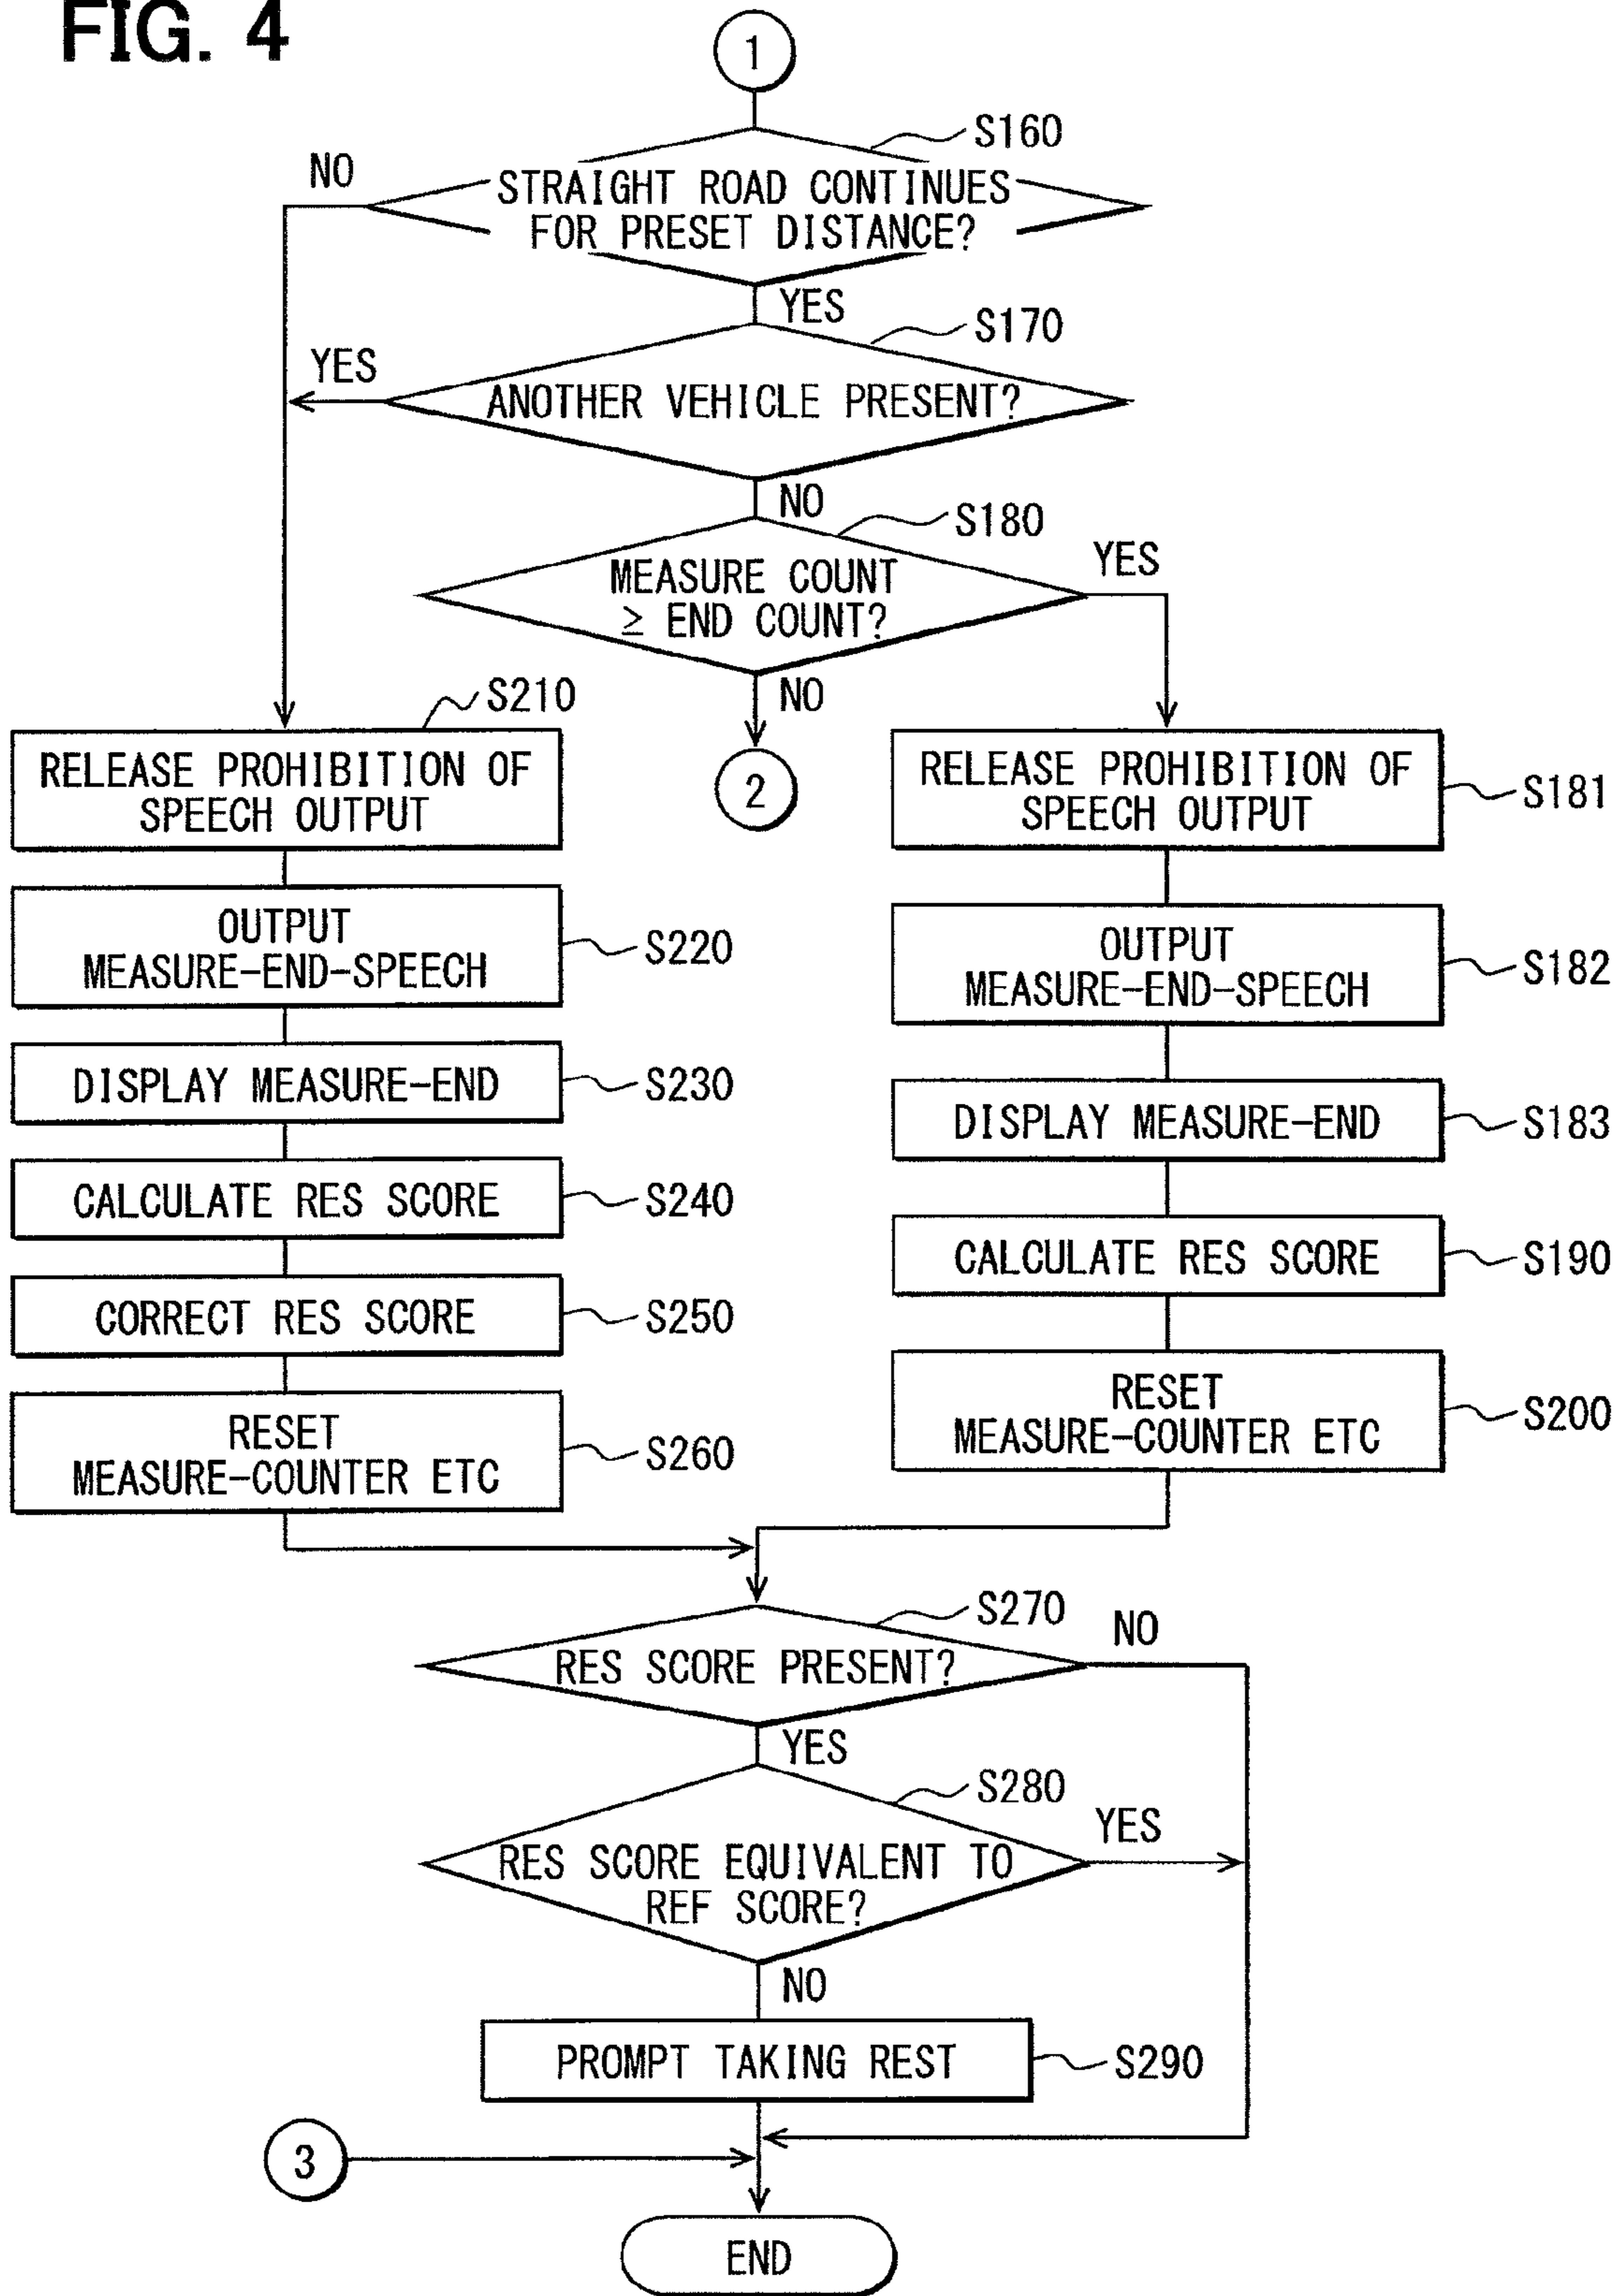 FIG. 4
1
S160
NO
STRAIGHT ROAD CONTINUES
FOR PRESET DISTANCE?
YES
S170
YES
ANOTHER VEHICLE PRESENT?
NO
S180
YES
MEASURE COUNT
≥ END COUNT?
NO
2
S210
RELEASE PROHIBITION OF
SPEECH OUTPUT
OUTPUT
MEASURE-END-SPEECH
S220
DISPLAY MEASURE-END
S230
CALCULATE RES SCORE
S240
CORRECT RES SCORE
S250
RESET
MEASURE-COUNTER ETC
S260
RELEASE PROHIBITION OF
SPEECH OUTPUT
S181
OUTPUT
MEASURE-END-SPEECH
S182
DISPLAY MEASURE-END
S183
CALCULATE RES SCORE
S190
RESET
MEASURE-COUNTER ETC
S200
S270
NO
RES SCORE PRESENT?
YES
S280
YES
RES SCORE EQUIVALENT TO
REF SCORE?
NO
PROMPT TAKING REST
S290
3
END